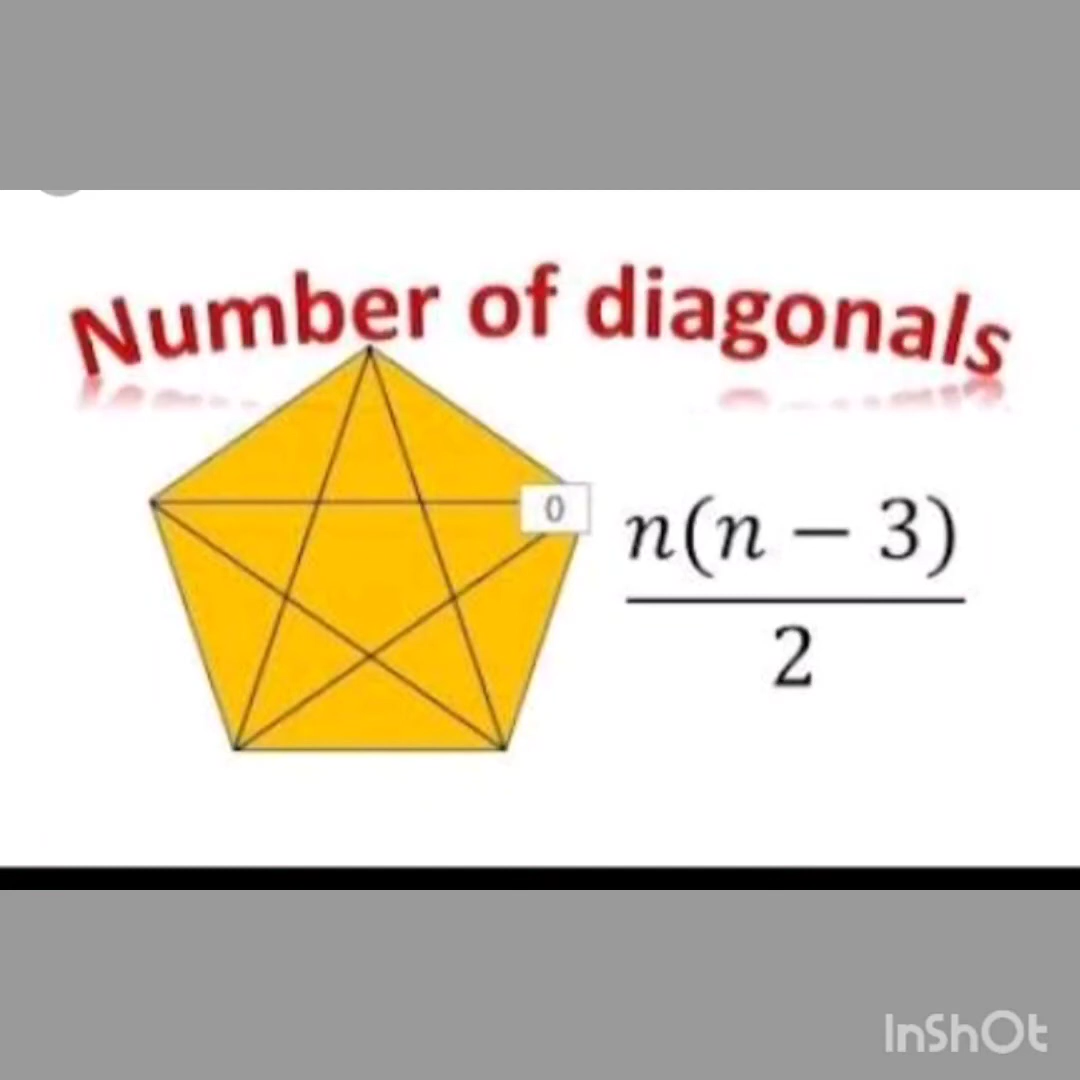 Number of diagonals
0
n(n − 3)
2
InShOt